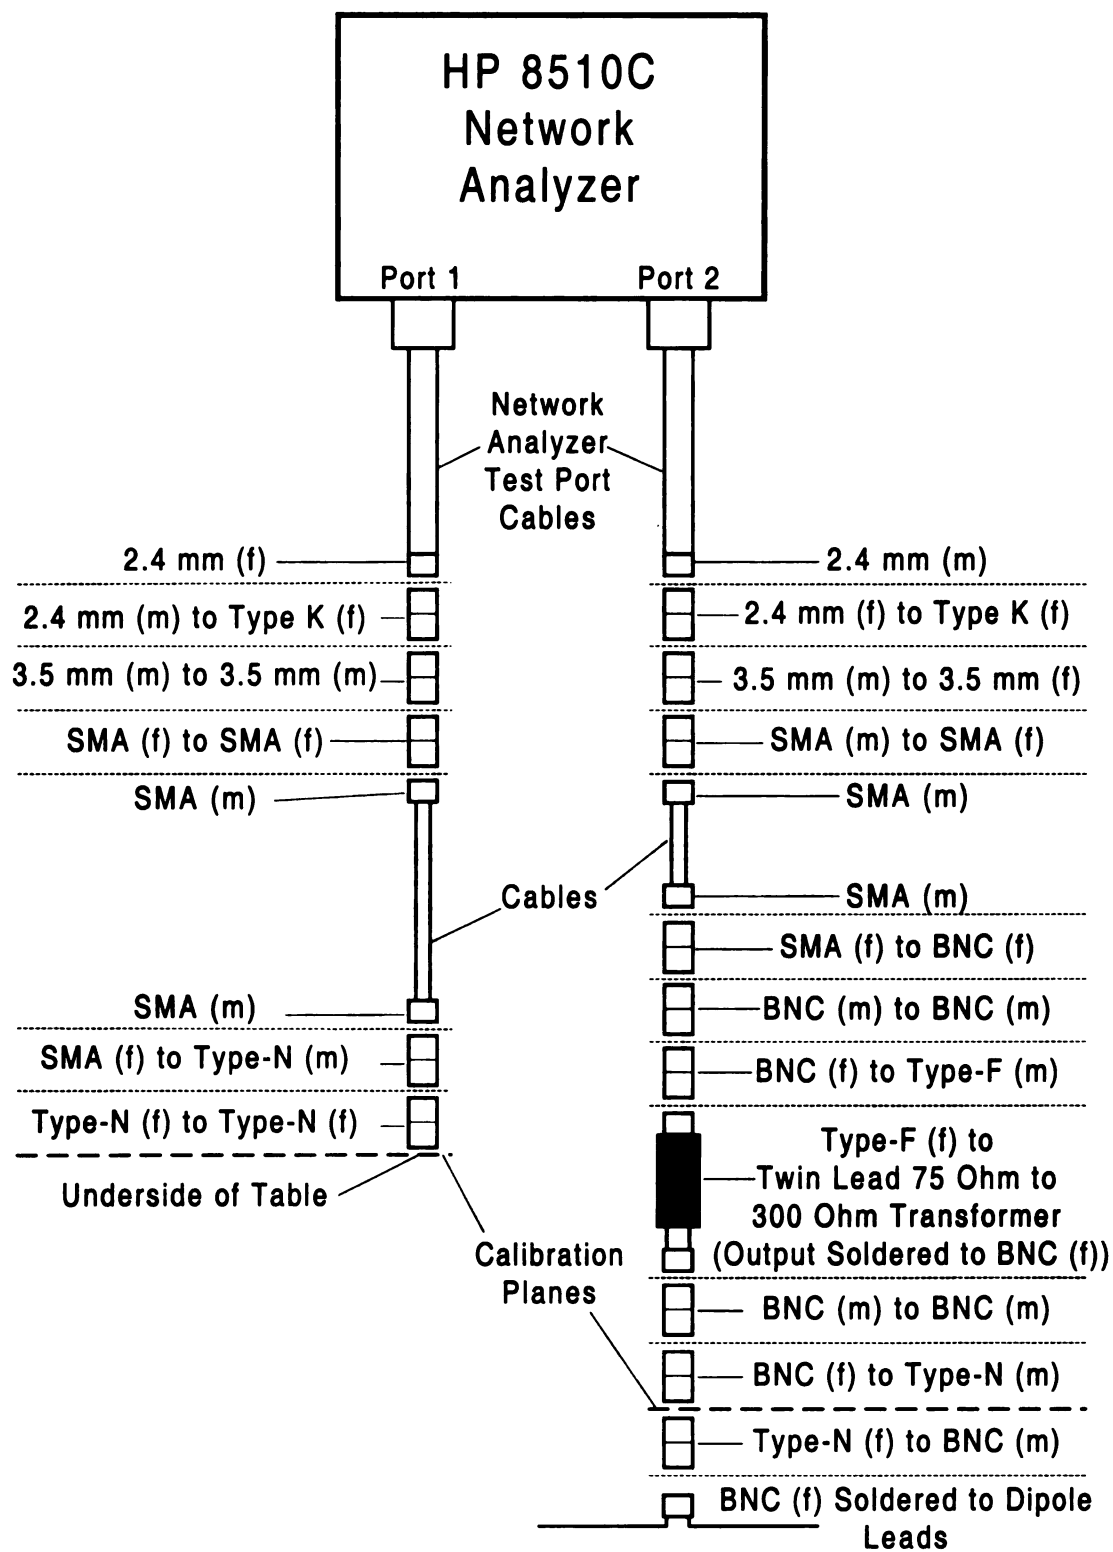 HP 8510C
Network
Analyzer
Port 1
Port 2
Network
Analyzer
Test Port
Cables
2.4 mm (f)
2.4 mm (m)
2.4 mm (m) to Type K (f)
2.4 mm (f) to Type K (f)
3.5 mm (m) to 3.5 mm (m)
3.5 mm (m) to 3.5 mm (f)
SMA (f) to SMA (f)
SMA (m) to SMA (f)
SMA (m)
SMA (m)
Cables
SMA (m)
SMA (f) to BNC (f)
SMA (m)
BNC (m) to BNC (m)
SMA (f) to Type-N (m)
BNC (f) to Type-F (m)
Type-N (f) to Type-N (f)
Type-F (f) to
Twin Lead 75 Ohm to
300 Ohm Transformer
(Output Soldered to BNC (f))
Underside of Table
Calibration
Planes
BNC (m) to BNC (m)
BNC (f) to Type-N (m)
Type-N (f) to BNC (m)
BNC (f) Soldered to Dipole
Leads